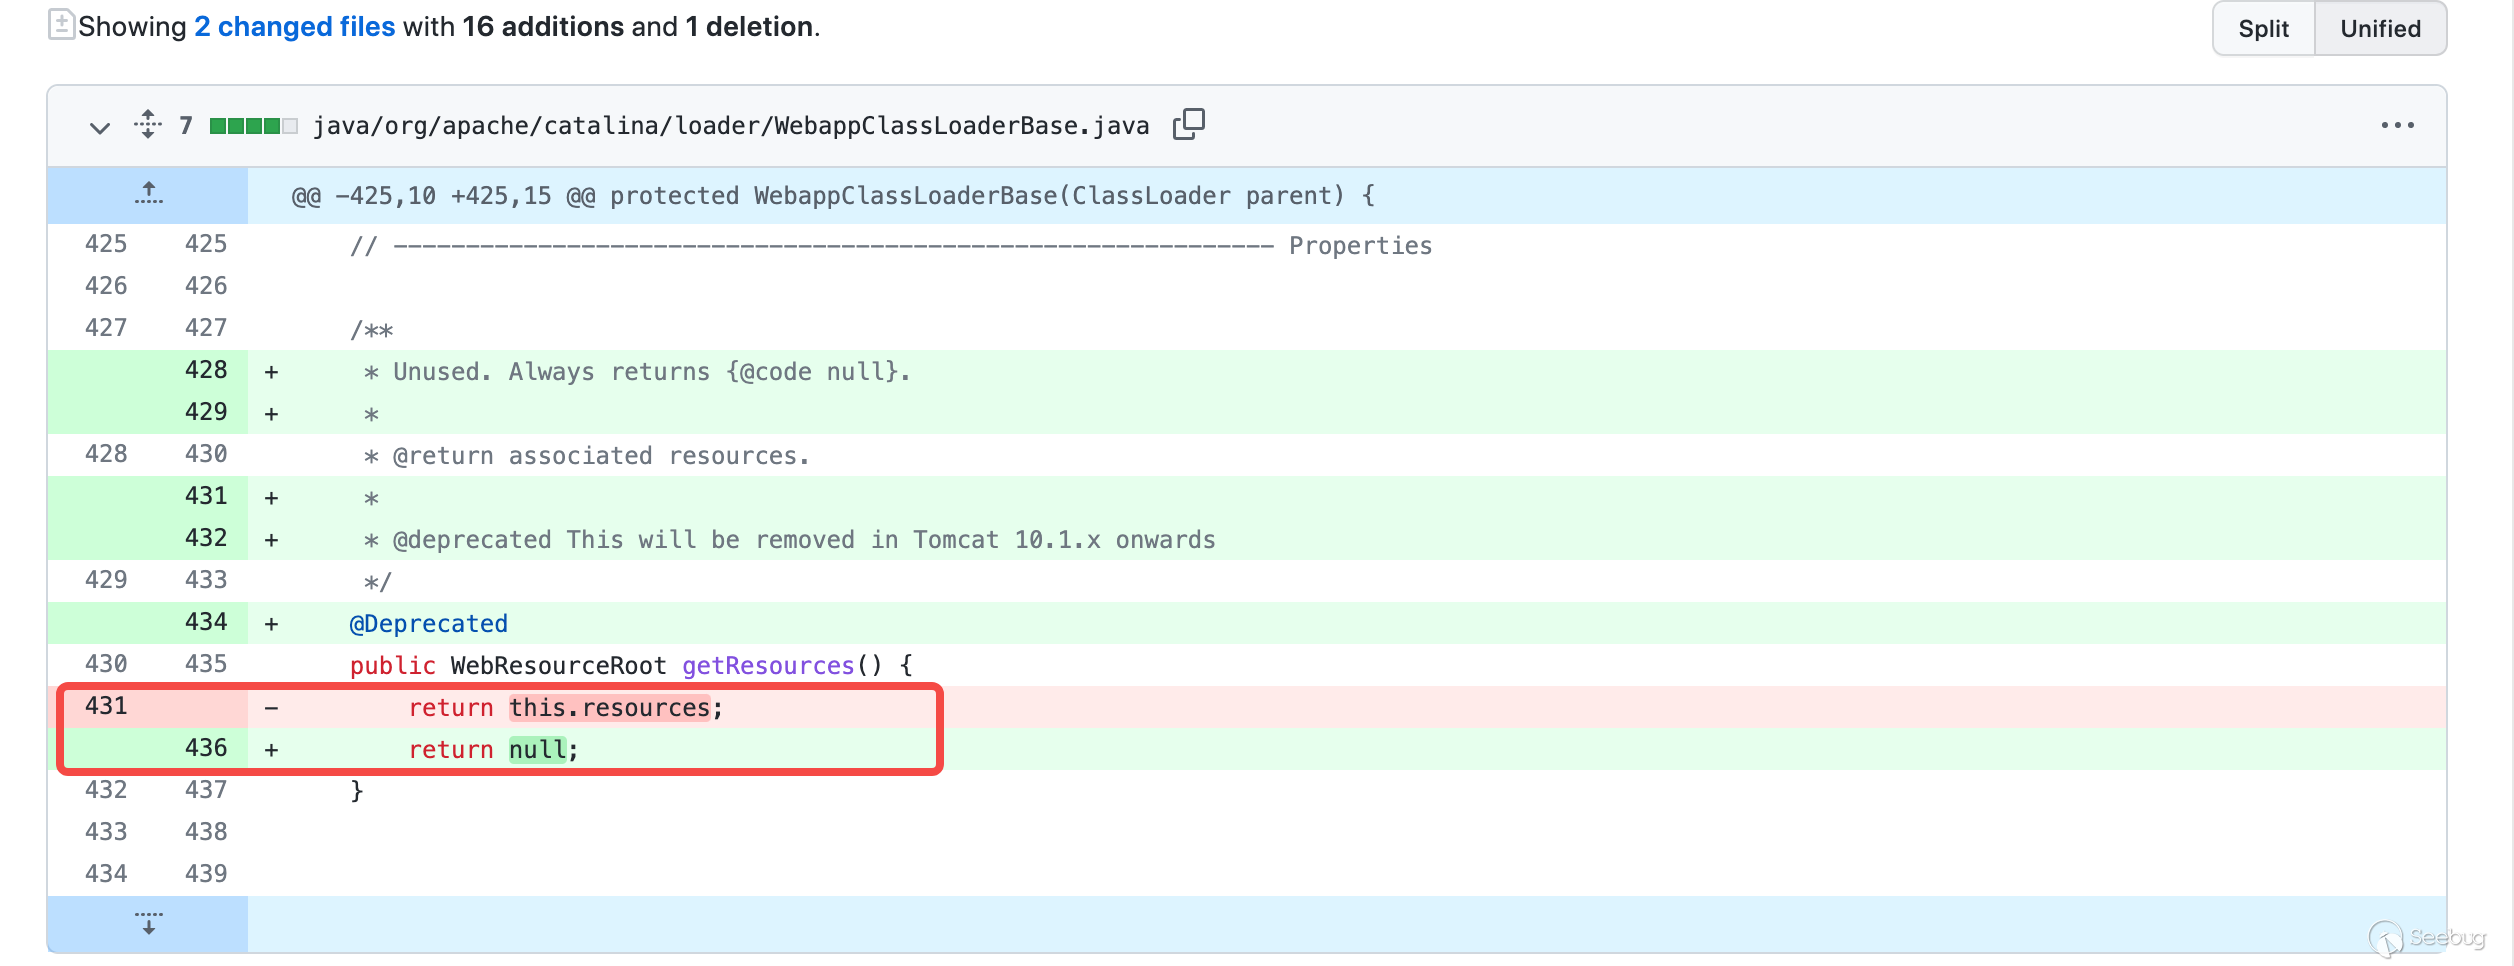 Showing 2 changed files with 16 additions and 1 deletion.
Split Unified
7 java/org/apache/catalina/loader/WebappClassLoaderBase.java
@@ -425,10 +425,15 @@ protected WebappClassLoaderBase(ClassLoader parent) {
425 425 // ------------------------------------------------------------- Properties
426 426
427 427 /**
428 + * Unused. Always returns {@code null}.
429 + *
428 430 * @return associated resources.
431 + *
432 + * @deprecated This will be removed in Tomcat 10.1.x onwards
429 433 */
434 + @Deprecated
430 435 public WebResourceRoot getResources() {
431 - return this.resources;
436 + return null;
432 437 }
433 438
434 439
Seebug